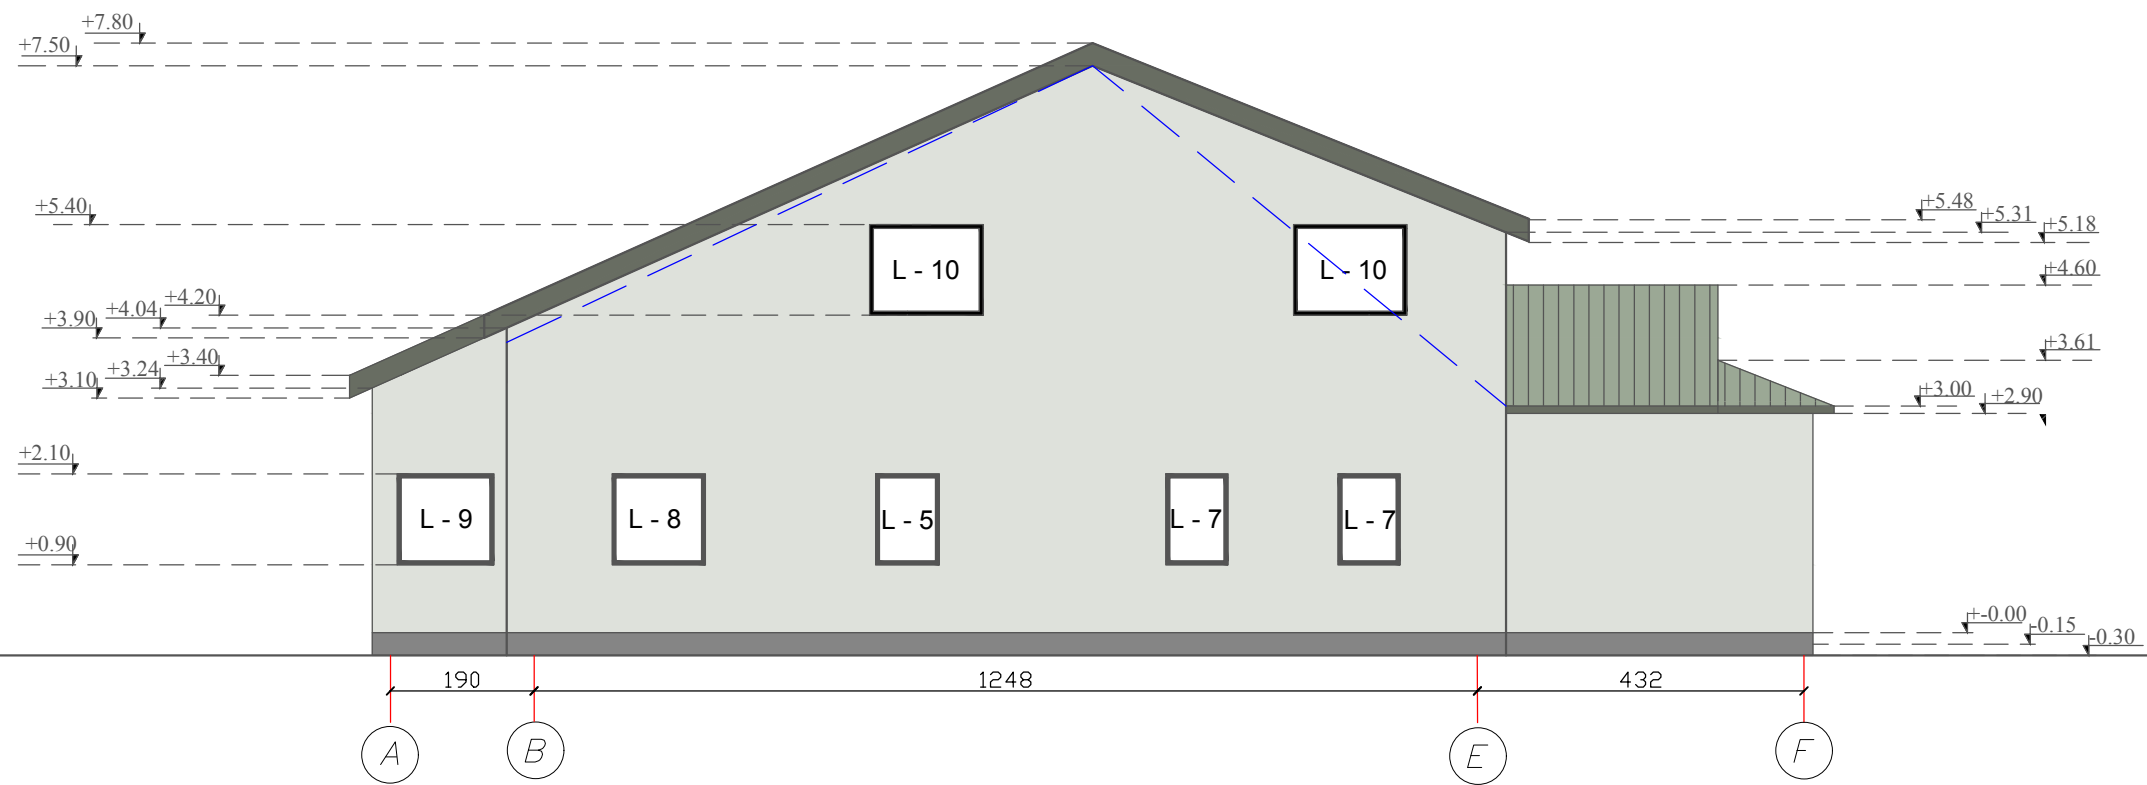 +7.80
+7.50
+5.40
+5.48
+5.31
+5.18
L - 10
L - 10
+4.60
+4.20
+4.04
+3.90
+3.61
+3.40
+3.24
+3.10
+3.00
+2.90
+2.10
L - 9
L - 8
L - 5
L - 7
L - 7
+0.90
+-0.00
-0.15
-0.30
190
1248
432
A
B
E
F